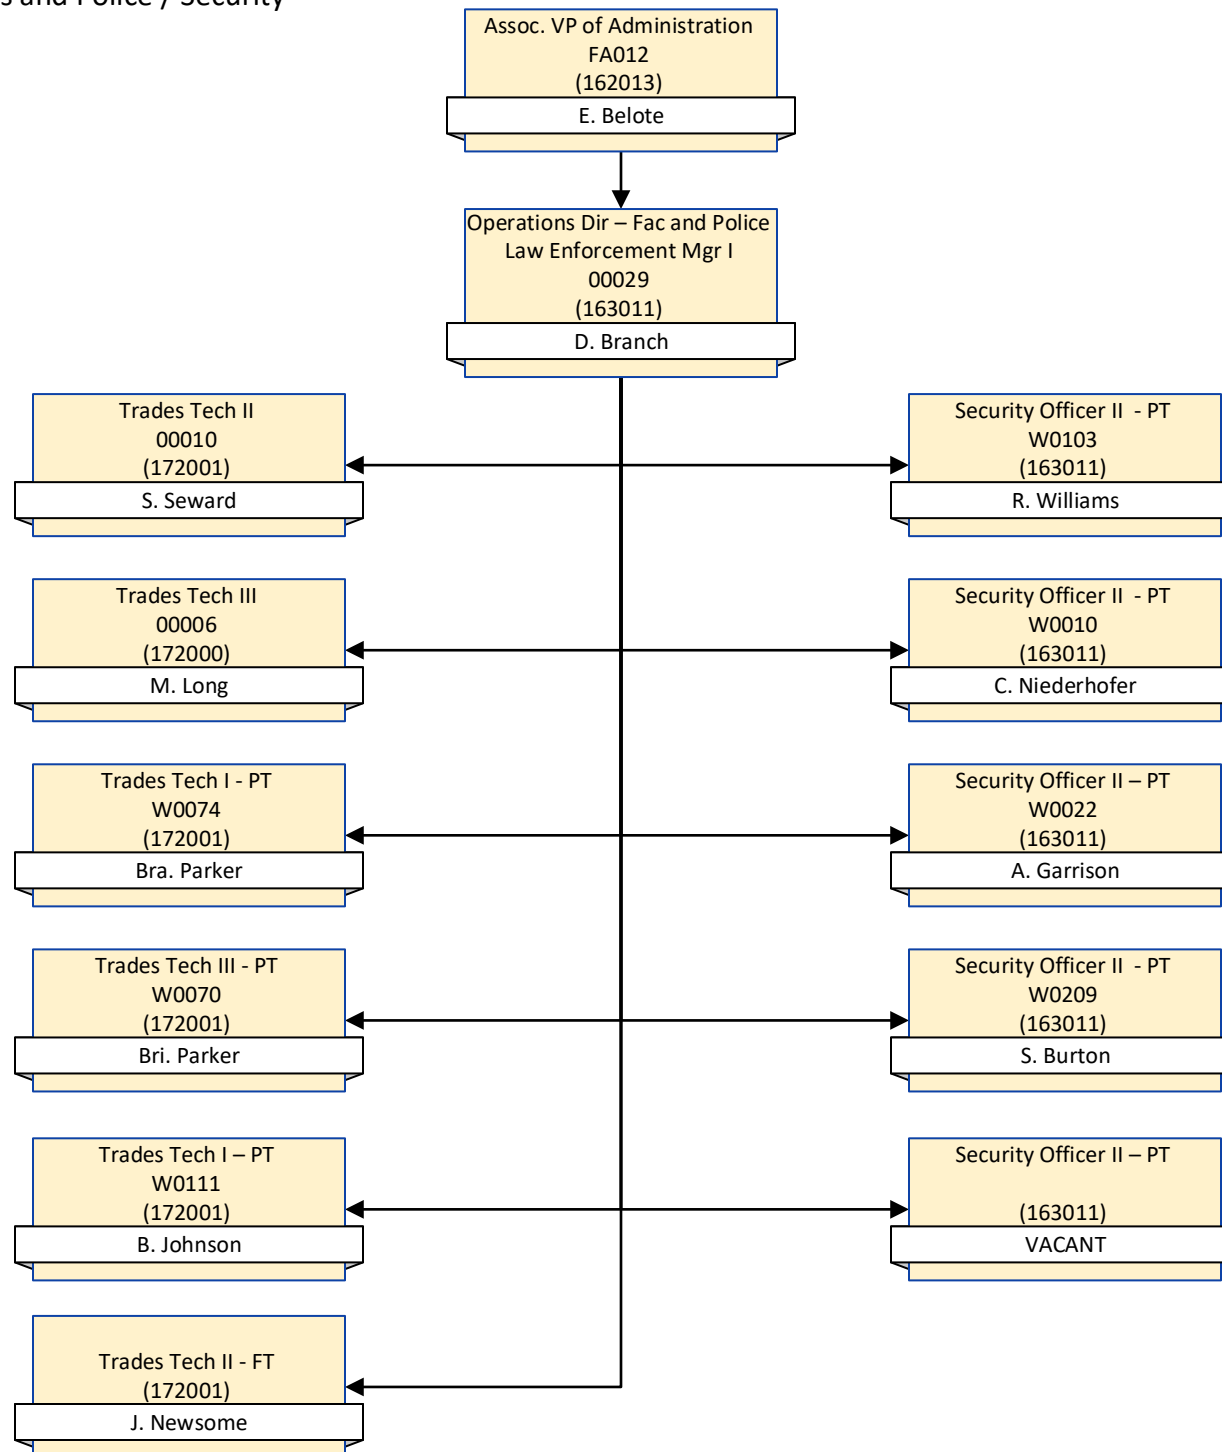 s and Police / Security
Assoc. VP of Administration
FA012
(162013)
E. Belote
Operations Dir – Fac and Police
Law Enforcement Mgr I
00029
(163011)
D. Branch
Trades Tech II
00010
(172001)
S. Seward
Security Officer II - PT
W0103
(163011)
R. Williams
Trades Tech III
00006
(172000)
M. Long
Security Officer II - PT
W0010
(163011)
C. Niederhofer
Trades Tech I - PT
W0074
(172001)
Bra. Parker
Security Officer II – PT
W0022
(163011)
A. Garrison
Trades Tech III - PT
W0070
(172001)
Bri. Parker
Security Officer II - PT
W0209
(163011)
S. Burton
Trades Tech I – PT
W0111
(172001)
B. Johnson
Security Officer II – PT
(163011)
VACANT
Trades Tech II - FT
(172001)
J. Newsome